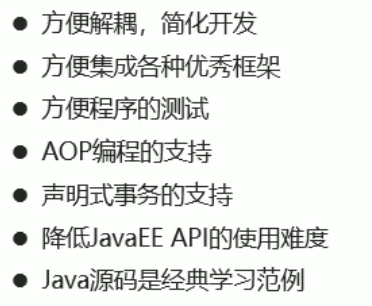 ● 方便解耦，简化开发
● 方便集成各种优秀框架
● 方便程序的测试
● AOP编程的支持
● 声明式事务的支持
● 降低JavaEE API的使用难度
● Java源码是经典学习范例